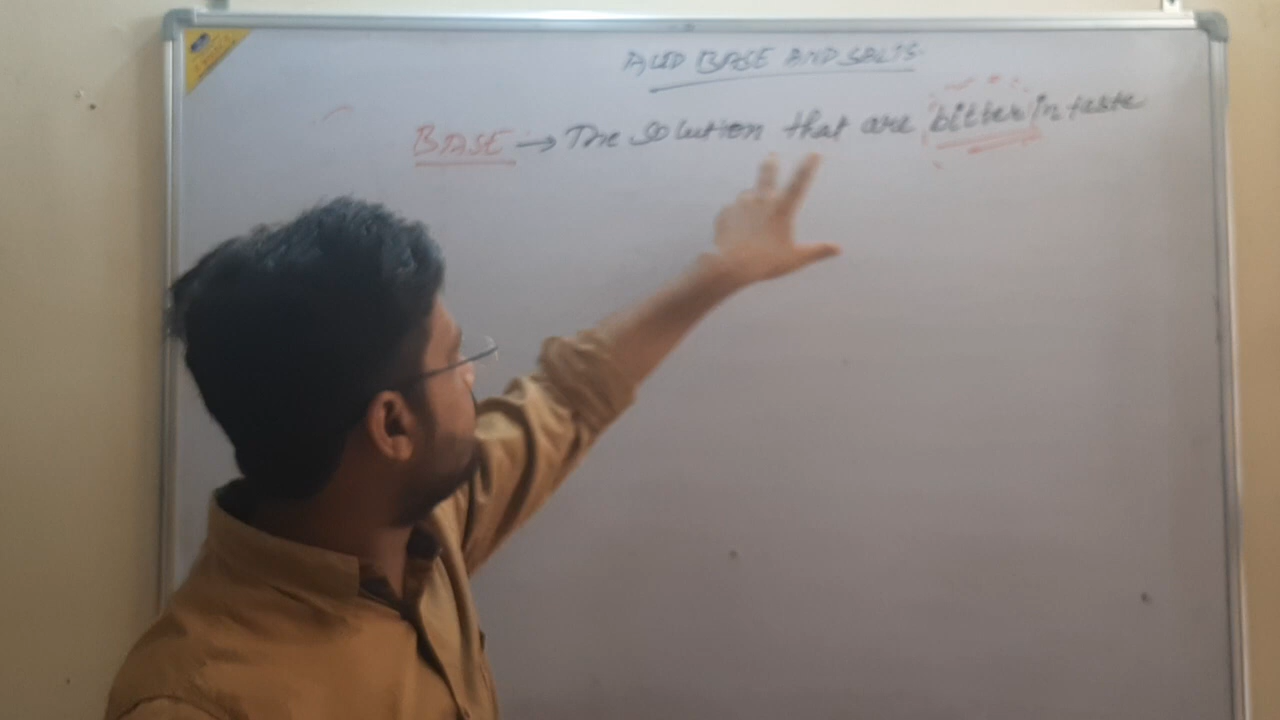 ACID BASE AND SALTS
BASE → The solution that are bitter in taste